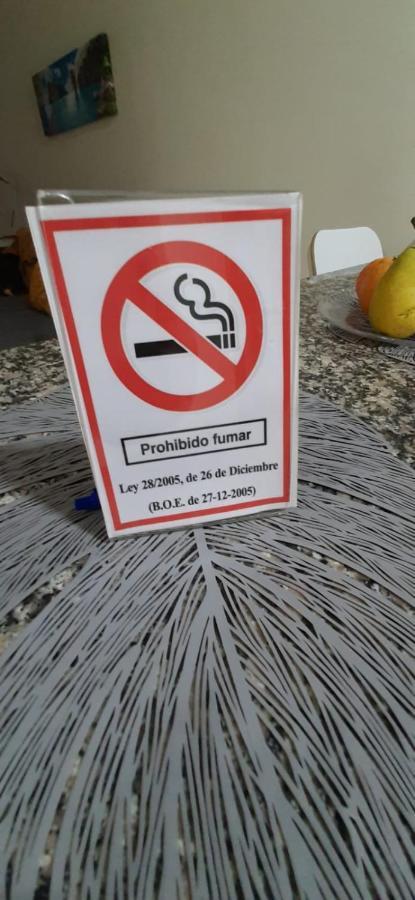 Prohibido fumar
Ley 28/2005, de 26 de Diciembre
(B.O.E. de 27-12-2005)